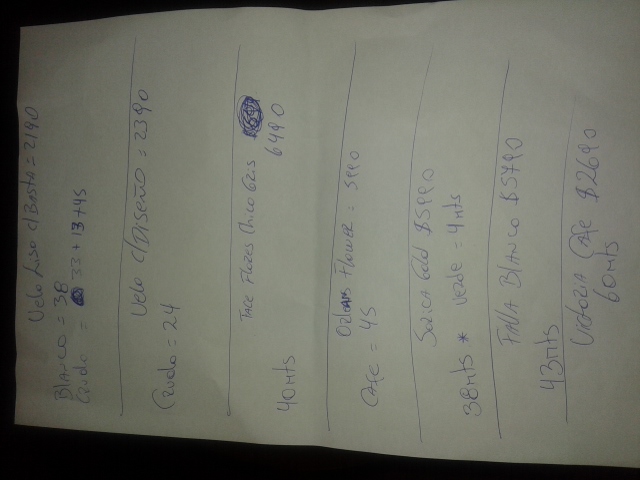 Velo Liso c/Basta = 2190
Blanco = 38
Crudo = 33 + 13 + 45
Velo c/Diseño = 2390
Crudo = 24
Tace Flores Chico Gris
6490
40mts
Orleans Flower = 5990
Cafe = 45
Sorica Gold $5990
38mts * Verde = 4mts
Falla Blanco $5790
43mts
Victoria Cafe $2690
60mts